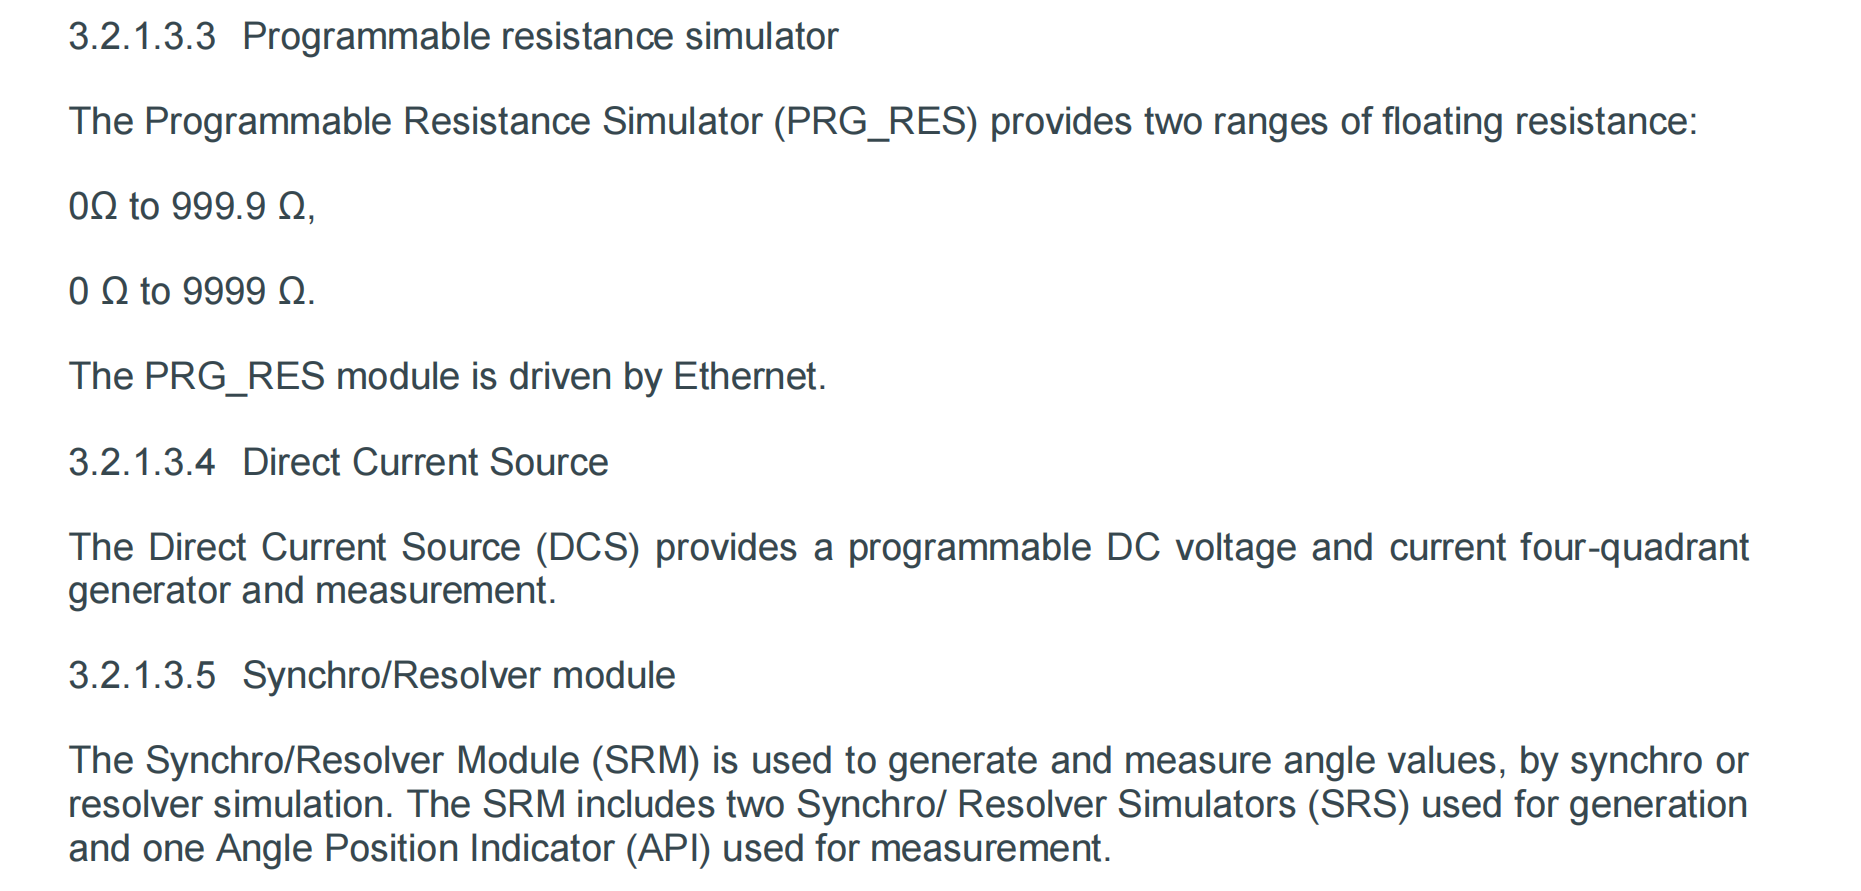 3.2.1.3.3 Programmable resistance simulator
The Programmable Resistance Simulator (PRG_RES) provides two ranges of floating resistance:
0Ω to 999.9 Ω,
0 Ω to 9999 Ω.
The PRG_RES module is driven by Ethernet.
3.2.1.3.4 Direct Current Source
The Direct Current Source (DCS) provides a programmable DC voltage and current four-quadrant
generator and measurement.
3.2.1.3.5 Synchro/Resolver module
The Synchro/Resolver Module (SRM) is used to generate and measure angle values, by synchro or
resolver simulation. The SRM includes two Synchro/ Resolver Simulators (SRS) used for generation
and one Angle Position Indicator (API) used for measurement.